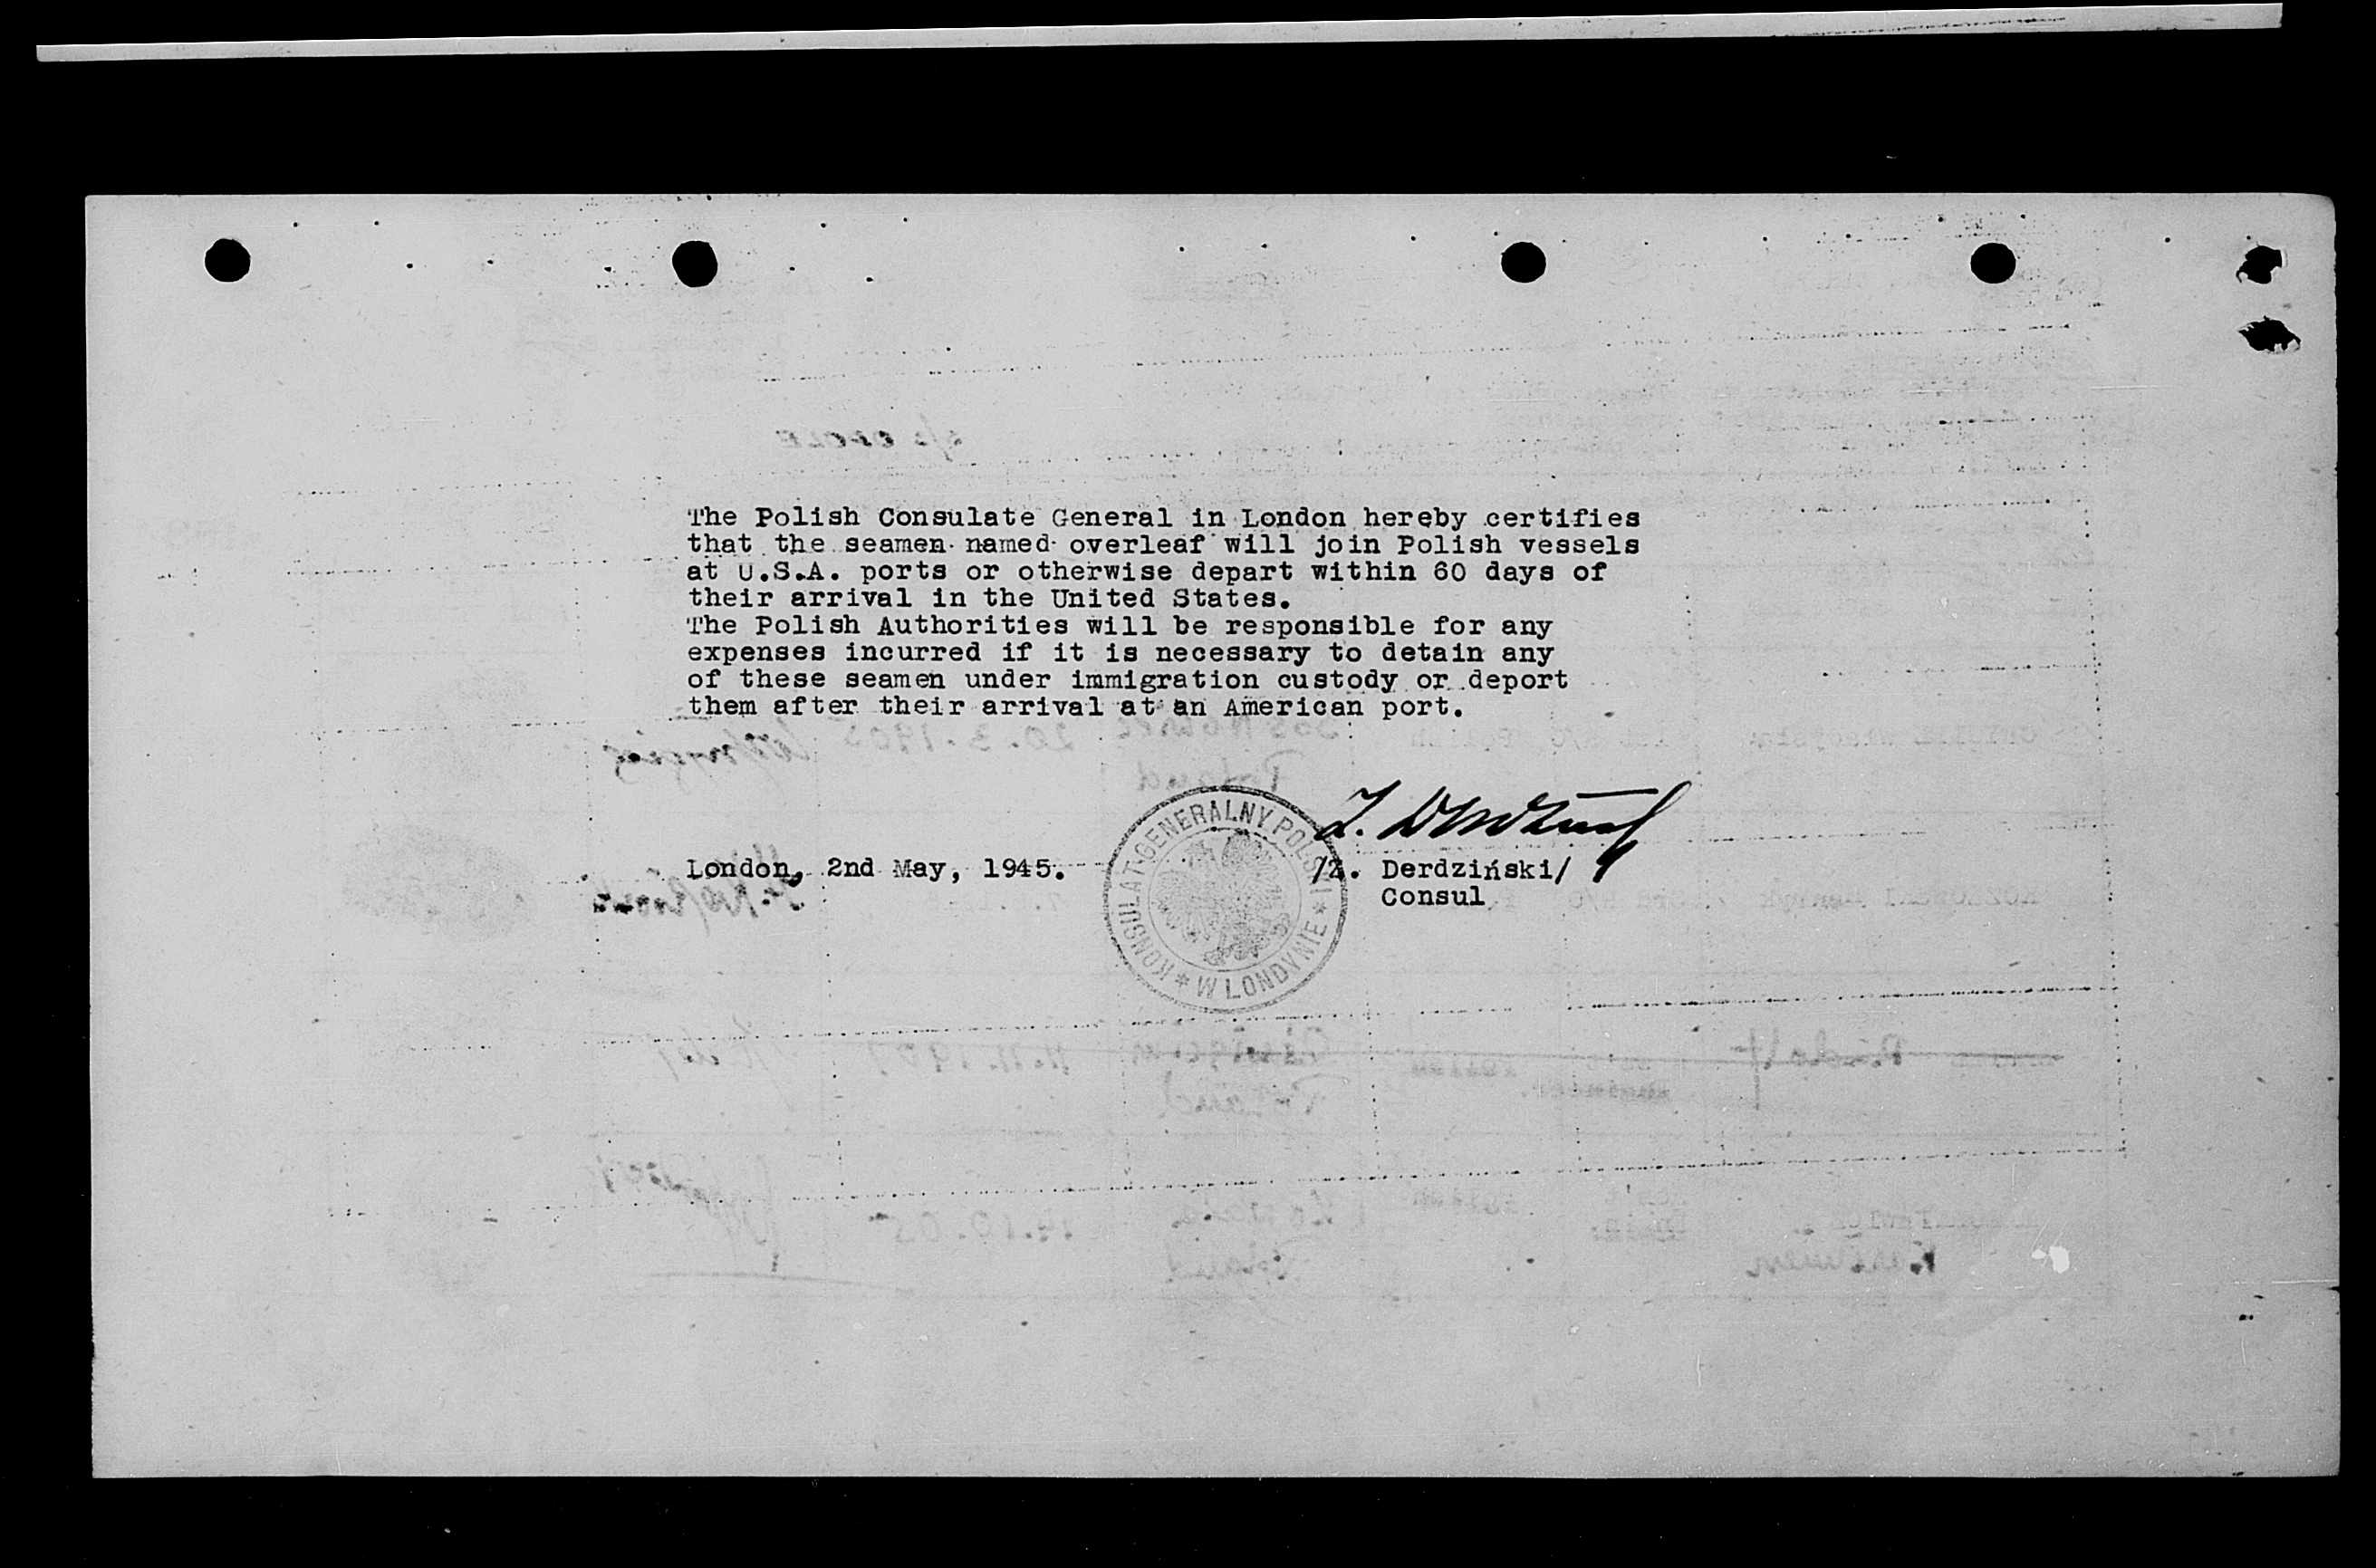 The Polish Consulate General in London hereby certifies
that the seamen named overleaf will join Polish vessels
at U.S.A. ports or otherwise depart within 60 days of
their arrival in the United States.
The Polish Authorities will be responsible for any
expenses incurred if it is necessary to detain any
of these seamen under immigration custody or deport
them after their arrival at an American port.
KONSULAT GENERALNY POLSKI * W LONDYNIE *
London, 2nd May, 1945.
/Z. Derdziński/
Consul